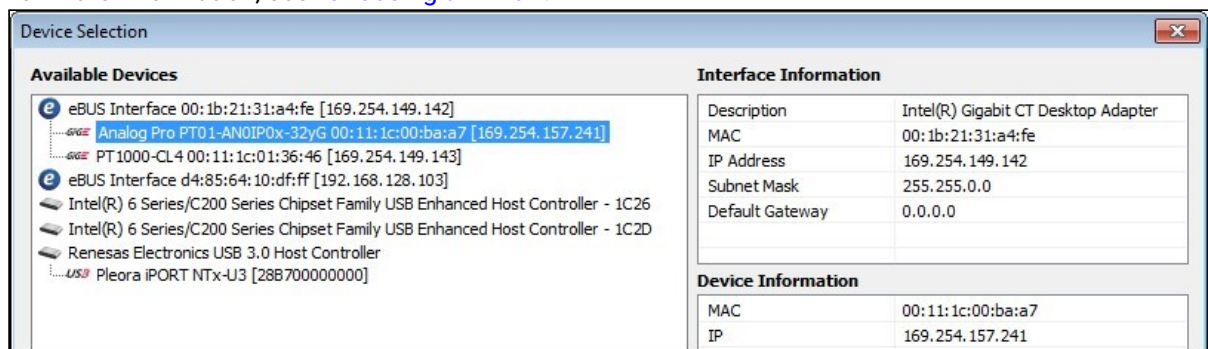 Device Selection
Available Devices
eBUS Interface 00:1b:21:31:a4:fe [169.254.149.142]
GIGE Analog Pro PT01-AN0IP0x-32yG 00:11:1c:00:ba:a7 [169.254.157.241]
GIGE PT1000-CL4 00:11:1c:01:36:46 [169.254.149.143]
eBUS Interface d4:85:64:10:df:ff [192.168.128.103]
Intel(R) 6 Series/C200 Series Chipset Family USB Enhanced Host Controller - 1C26
Intel(R) 6 Series/C200 Series Chipset Family USB Enhanced Host Controller - 1C2D
Renesas Electronics USB 3.0 Host Controller
USB Pleora iPORT NTx-U3 [28B700000000]
Interface Information
Description Intel(R) Gigabit CT Desktop Adapter
MAC 00:1b:21:31:a4:fe
IP Address 169.254.149.142
Subnet Mask 255.255.0.0
Default Gateway 0.0.0.0
Device Information
MAC 00:11:1c:00:ba:a7
IP 169.254.157.241